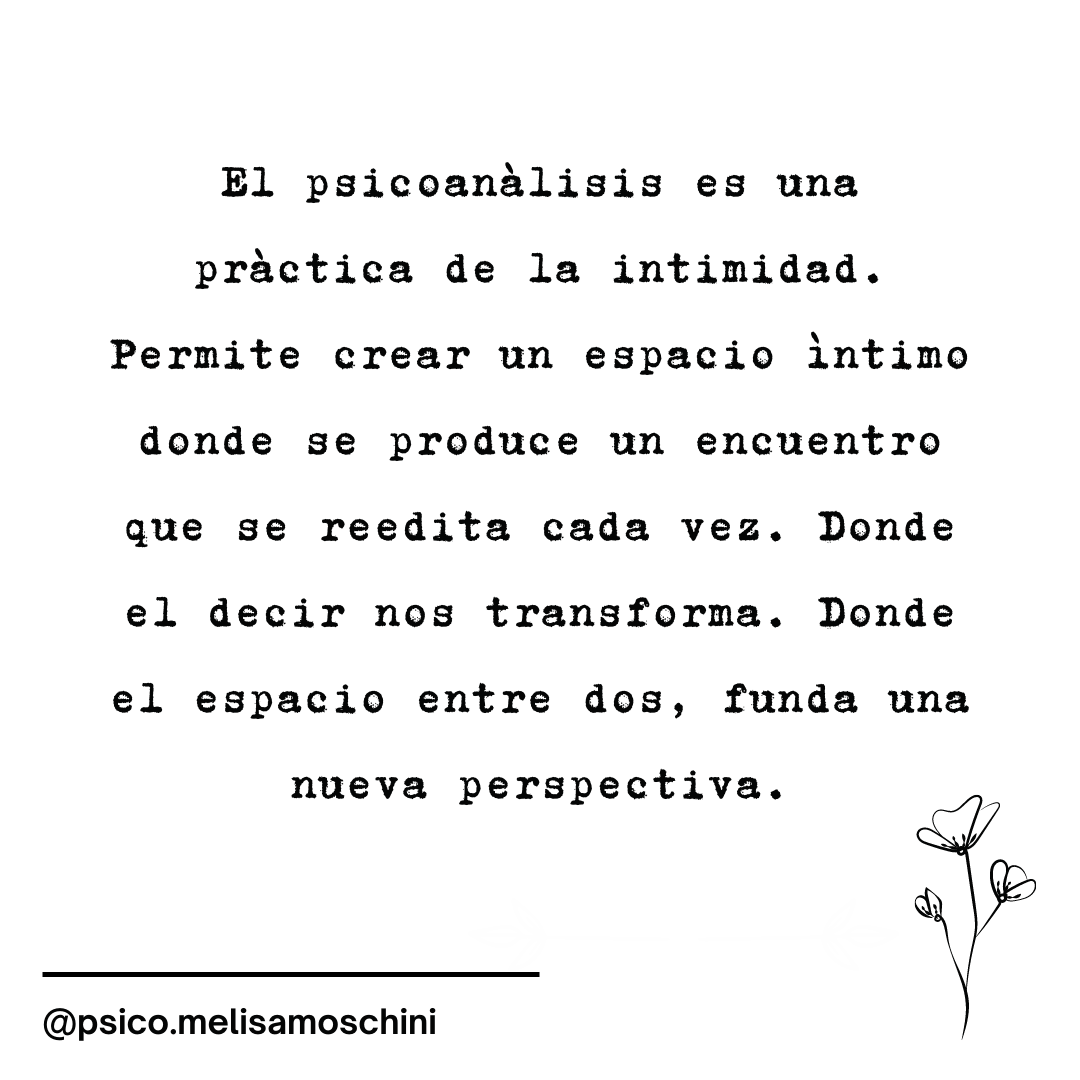 El psicoanàlisis es una
pràctica de la intimidad.
Permite crear un espacio ìntimo
donde se produce un encuentro
que se reedita cada vez. Donde
el decir nos transforma. Donde
el espacio entre dos, funda una
nueva perspectiva.
@psico.melisamoschini